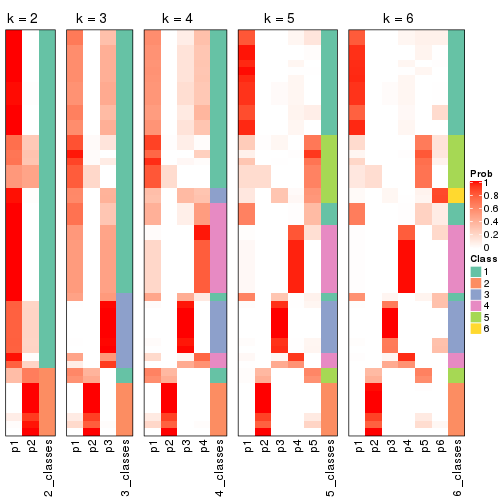 k = 2
k = 3
k = 4
k = 5
k = 6
p1
p2
2_classes
p1
p2
p3
3_classes
p1
p2
p3
p4
4_classes
p1
p2
p3
p4
p5
5_classes
p1
p2
p3
p4
p5
p6
6_classes
Prob
1
0.8
0.6
0.4
0.2
0
Class
1
2
3
4
5
6